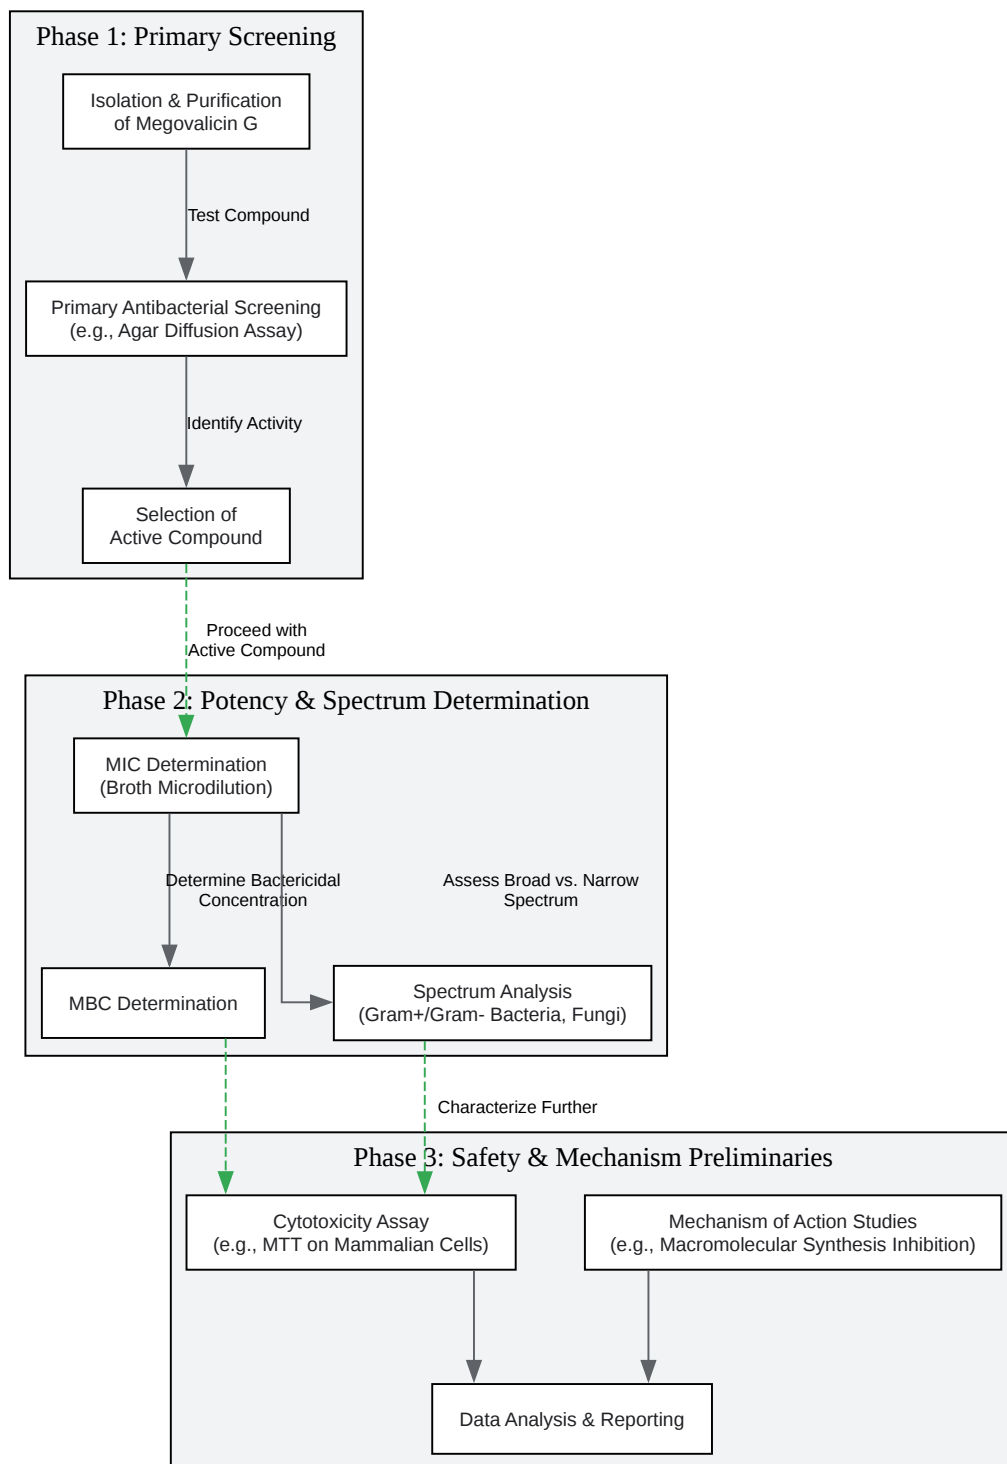 Phase 1: Primary Screening
Isolation & Purification
of Megovalicin G
Test Compound
Primary Antibacterial Screening
(e.g., Agar Diffusion Assay)
Identify Activity
Selection of
Active Compound
Proceed with
Active Compound
Phase 2: Potency & Spectrum Determination
MIC Determination
(Broth Microdilution)
Determine Bactericidal
Concentration
Assess Broad vs. Narrow
Spectrum
MBC Determination
Spectrum Analysis
(Gram+/Gram- Bacteria, Fungi)
Characterize Further
Phase 3: Safety & Mechanism Preliminaries
Cytotoxicity Assay
(e.g., MTT on Mammalian Cells)
Mechanism of Action Studies
(e.g., Macromolecular Synthesis Inhibition)
Data Analysis & Reporting